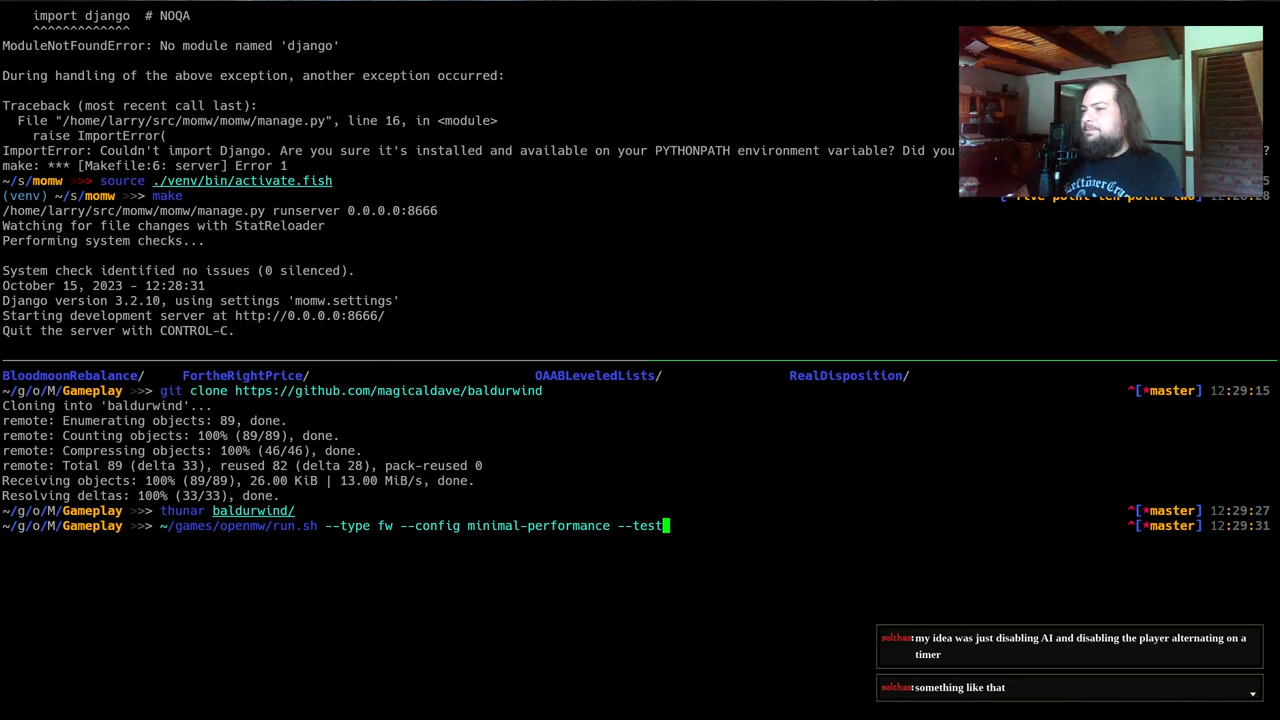 import django  # NOQA
^^^^^^^^^^^^^
ModuleNotFoundError: No module named 'django'
During handling of the above exception, another exception occurred:
Traceback (most recent call last):
File "/home/larry/src/momw/momw/manage.py", line 16, in <module>
raise ImportError(
ImportError: Couldn't import Django. Are you sure it's installed and available on your PYTHONPATH environment variable? Did you ?
make: *** [Makefile:6: server] Error 1
~/s/momw >>> source ./venv/bin/activate.fish
(venv) ~/s/momw >>> make
/home/larry/src/momw/momw/manage.py runserver 0.0.0.0:8666
Watching for file changes with StatReloader
Performing system checks...
System check identified no issues (0 silenced).
October 15, 2023 - 12:28:31
Django version 3.2.10, using settings 'momw.settings'
Starting development server at http://0.0.0.0:8666/
Quit the server with CONTROL-C.
BloodmoonRebalance/ FortheRightPrice/ OAABLeveledLists/ RealDisposition/
~/g/o/M/Gameplay >>> git clone https://github.com/magicaldave/baldurwind ^[*master] 12:29:15
Cloning into 'baldurwind'...
remote: Enumerating objects: 89, done.
remote: Counting objects: 100% (89/89), done.
remote: Compressing objects: 100% (46/46), done.
remote: Total 89 (delta 33), reused 82 (delta 28), pack-reused 0
Receiving objects: 100% (89/89), 26.00 KiB | 13.00 MiB/s, done.
Resolving deltas: 100% (33/33), done.
~/g/o/M/Gameplay >>> thunar baldurwind/ ^[*master] 12:29:27
~/g/o/M/Gameplay >>> ~/games/openmw/run.sh --type fw --config minimal-performance --test ^[*master] 12:29:31
solthas: my idea was just disabling AI and disabling the player alternating on a
timer
solthas: something like that